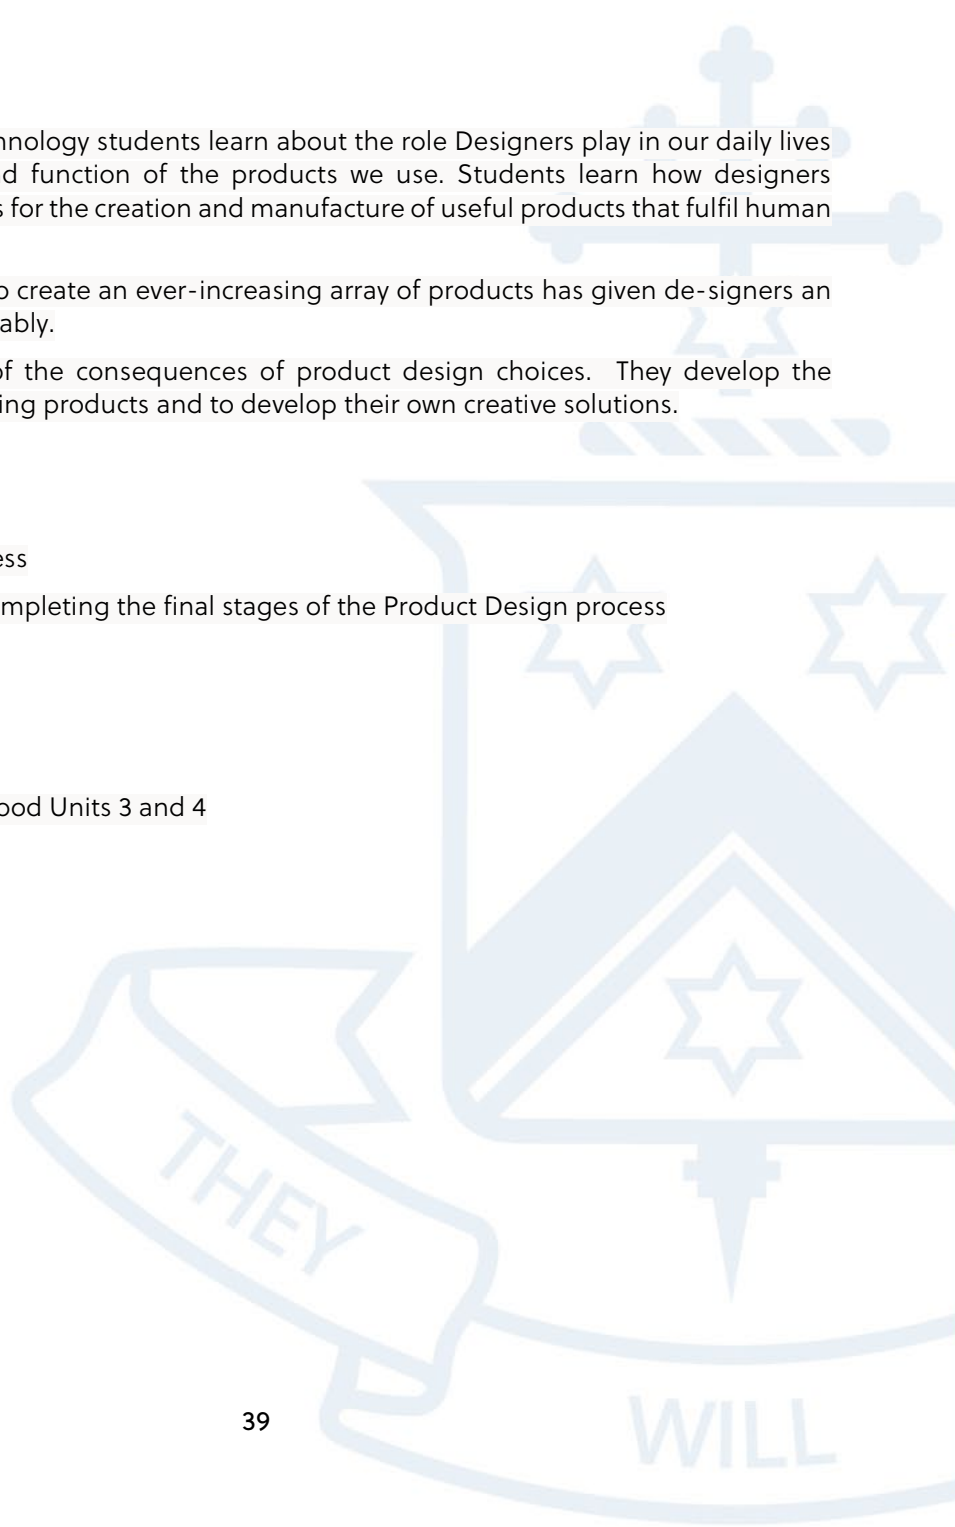 hnology students learn about the role Designers play in our daily lives
d function of the products we use. Students learn how designers
s for the creation and manufacture of useful products that fulfil human
o create an ever-increasing array of products has given de-signers an
ably.
of the consequences of product design choices.  They develop the
ing products and to develop their own creative solutions.
ess
mpleting the final stages of the Product Design process
ood Units 3 and 4
THEY
39
WILL